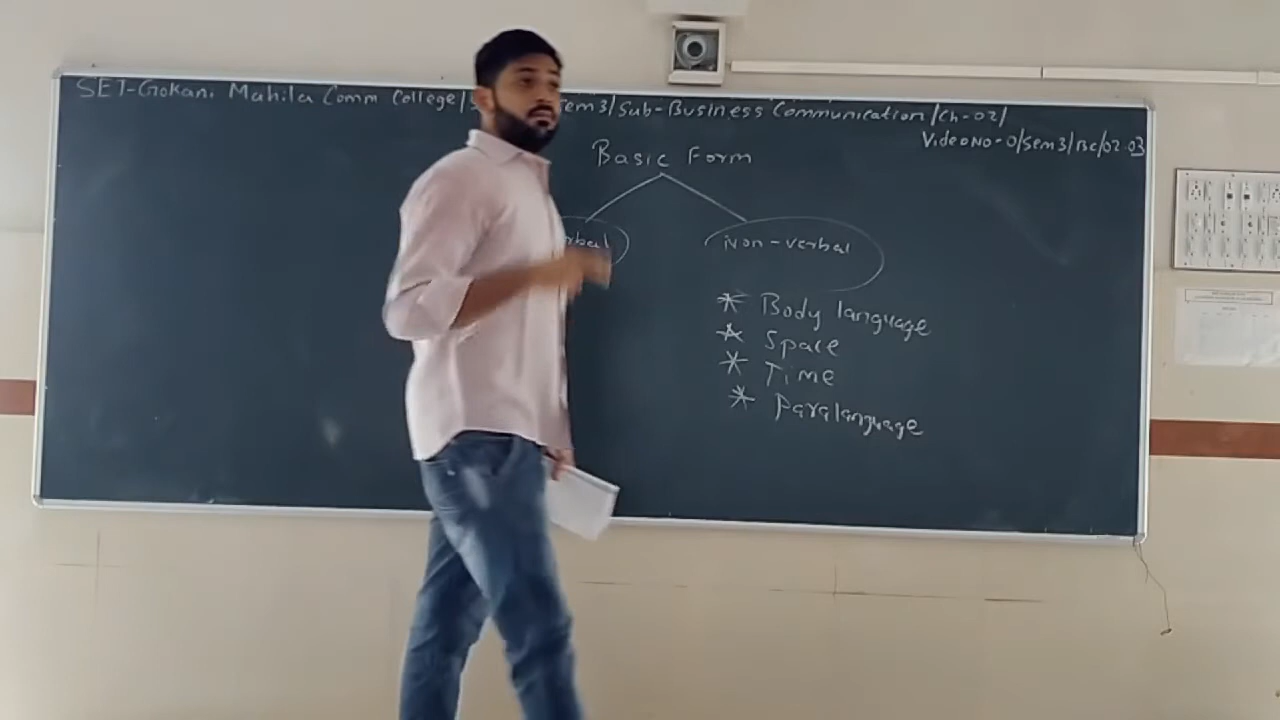 SET-Gokani Mahila Comm College/ Sem3/Sub-Business Communication/Ch-02/
Video No-0/Sem3/BC/02.03
Basic Form
erbal Non-verbal
* Body language
* Space
* Time
* Paralanguage